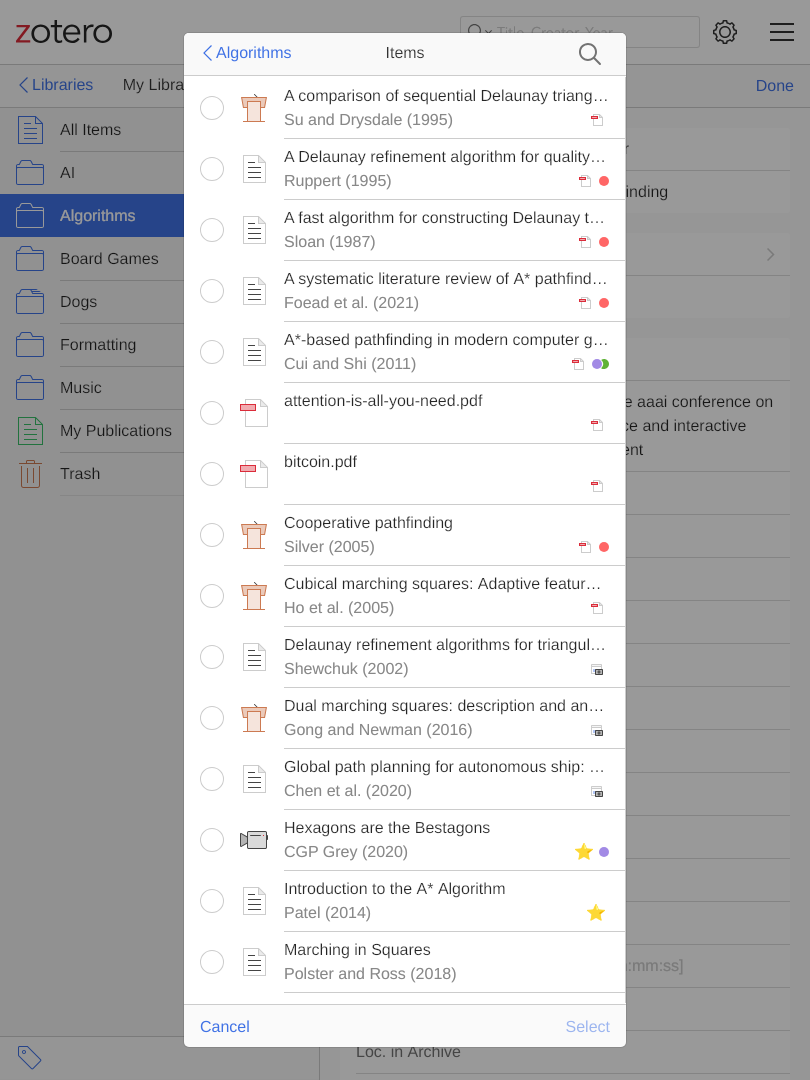 zotero
Title, Creator, Year
Libraries
My Libra
Done
All Items
AI
Algorithms
Board Games
Dogs
Formatting
Music
My Publications
Trash
Algorithms
Items
A comparison of sequential Delaunay triang…
Su and Drysdale (1995)
A Delaunay refinement algorithm for quality…
Ruppert (1995)
A fast algorithm for constructing Delaunay t…
Sloan (1987)
A systematic literature review of A* pathfind…
Foead et al. (2021)
A*-based pathfinding in modern computer g…
Cui and Shi (2011)
attention-is-all-you-need.pdf
bitcoin.pdf
Cooperative pathfinding
Silver (2005)
Cubical marching squares: Adaptive featur…
Ho et al. (2005)
Delaunay refinement algorithms for triangul…
Shewchuk (2002)
Dual marching squares: description and an…
Gong and Newman (2016)
Global path planning for autonomous ship: …
Chen et al. (2020)
Hexagons are the Bestagons
CGP Grey (2020)
Introduction to the A* Algorithm
Patel (2014)
Marching in Squares
Polster and Ross (2018)
Cancel
Select
r
inding
e aaai conference on
ce and interactive
ent
:mm:ss]
Loc. in Archive